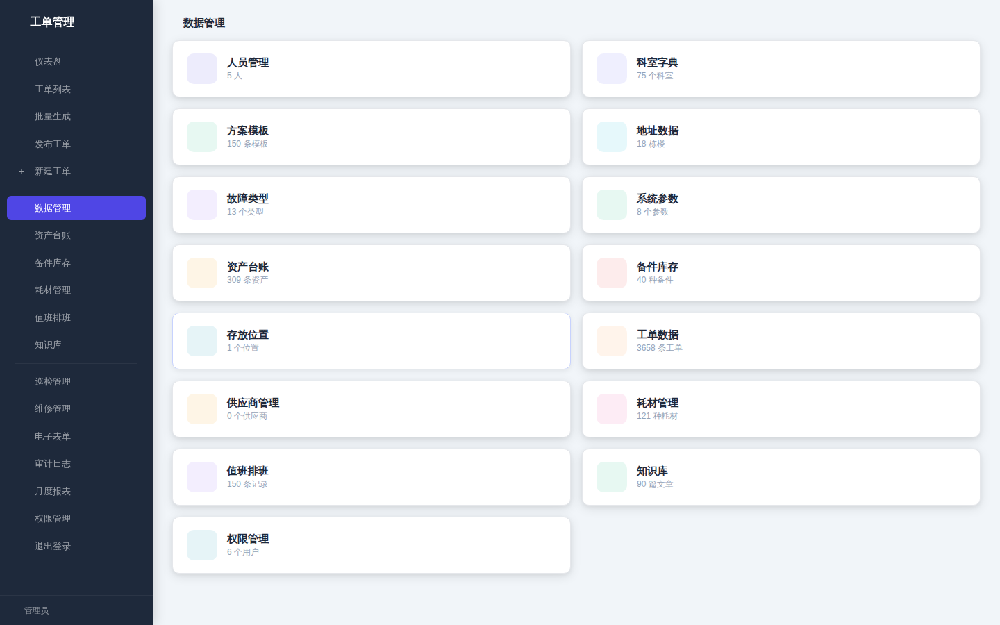 工单管理
仪表盘
工单列表
批量生成
发布工单
+ 新建工单
数据管理
资产台账
备件库存
耗材管理
值班排班
知识库
巡检管理
维修管理
电子表单
审计日志
月度报表
权限管理
退出登录
管理员
数据管理
人员管理
5 人
科室字典
75 个科室
方案模板
150 条模板
地址数据
18 栋楼
故障类型
13 个类型
系统参数
8 个参数
资产台账
309 条资产
备件库存
40 种备件
存放位置
1 个位置
工单数据
3658 条工单
供应商管理
0 个供应商
耗材管理
121 种耗材
值班排班
150 条记录
知识库
90 篇文章
权限管理
6 个用户